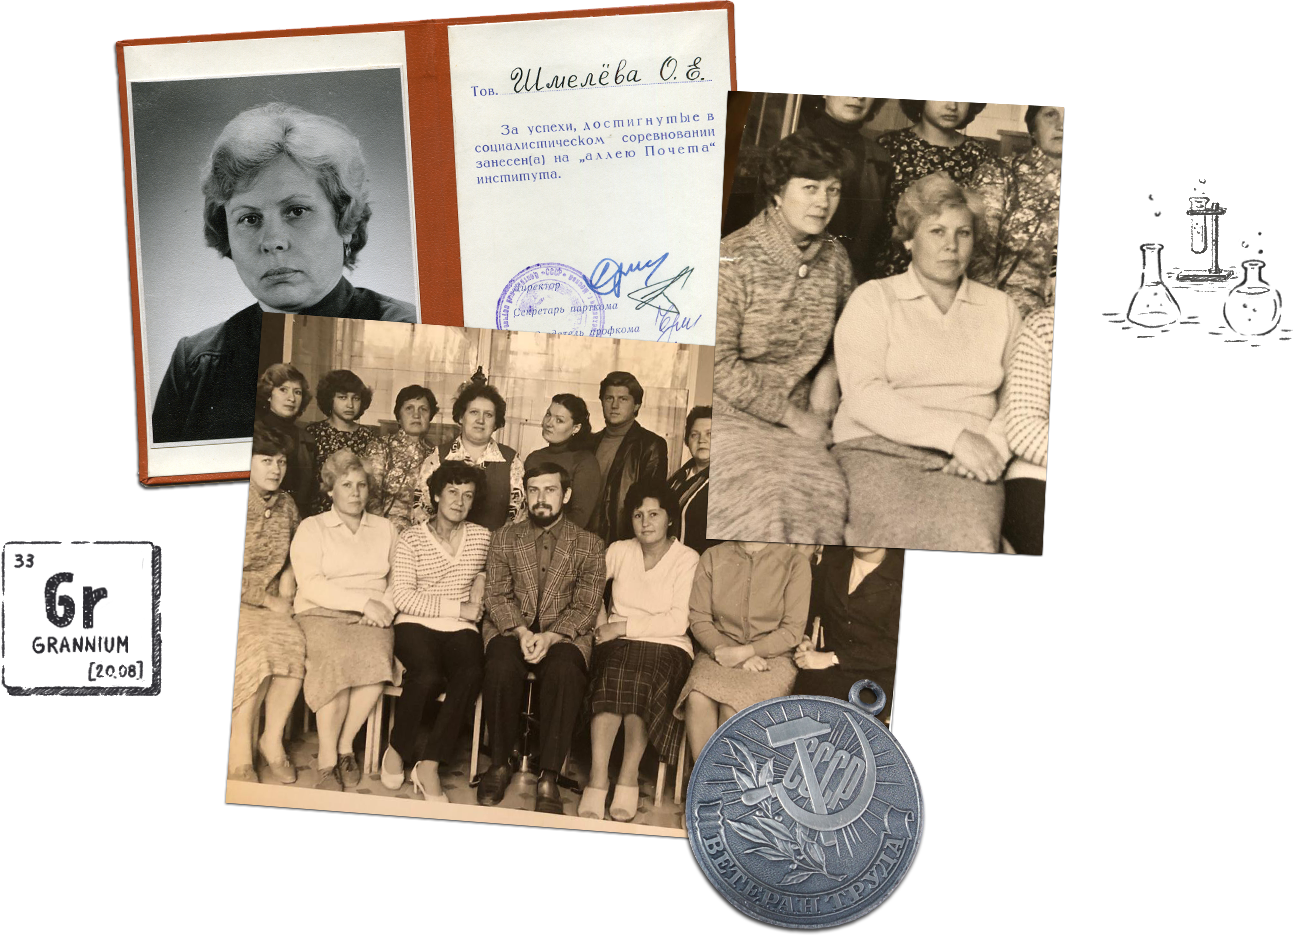 Тов. Шмелёва О. Е.
За успехи, достигнутые в
социалистическом соревновании
занесен(а) на „аллею Почета“
института.
Директор
Секретарь парткома
профкома
33
Gr
GRANNIUM
[20.08]
СССР
ВЕТЕРАН ТРУДА